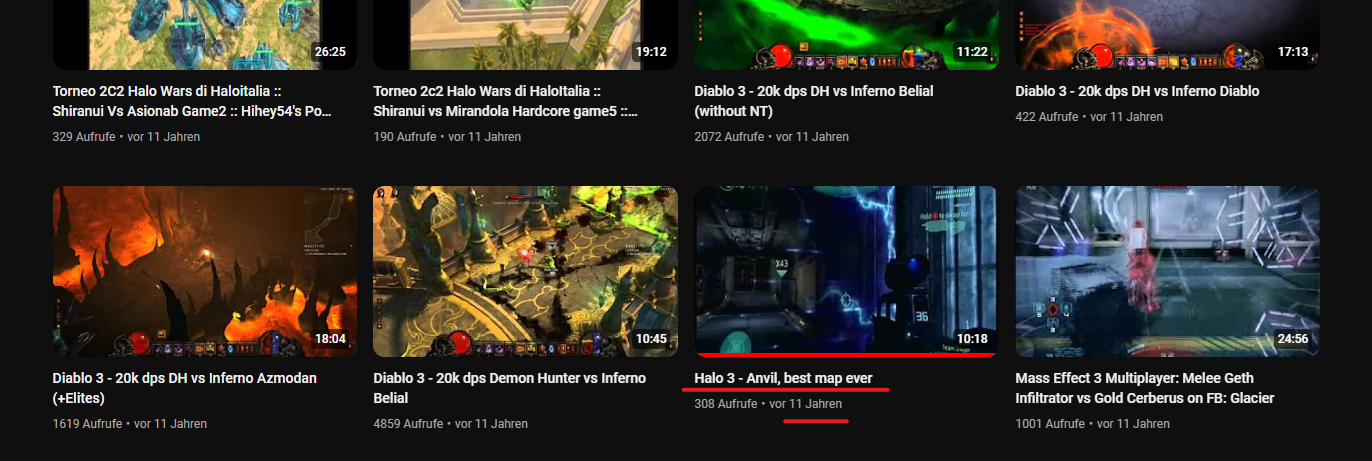 26:25
19:12
11:22
17:13
Torneo 2c2 Halo Wars di Haloitalia ::
Shiranui Vs Asionab Game2 :: Hihey54's Po…
329 Aufrufe • vor 11 Jahren
Torneo 2c2 Halo Wars di HaloItalia ::
Shiranui vs Mirandola Hardcore game5 ::…
190 Aufrufe • vor 11 Jahren
Diablo 3 - 20k dps DH vs Inferno Belial
(without NT)
2072 Aufrufe • vor 11 Jahren
Diablo 3 - 20k dps DH vs Inferno Diablo
422 Aufrufe • vor 11 Jahren
18:04
10:45
Hold to swap for
X43
36
10:18
24:56
Diablo 3 - 20k dps DH vs Inferno Azmodan
(+Elites)
1619 Aufrufe • vor 11 Jahren
Diablo 3 - 20k dps Demon Hunter vs Inferno
Belial
4859 Aufrufe • vor 11 Jahren
Halo 3 - Anvil, best map ever
308 Aufrufe • vor 11 Jahren
Mass Effect 3 Multiplayer: Melee Geth
Infiltrator vs Gold Cerberus on FB: Glacier
1001 Aufrufe • vor 11 Jahren